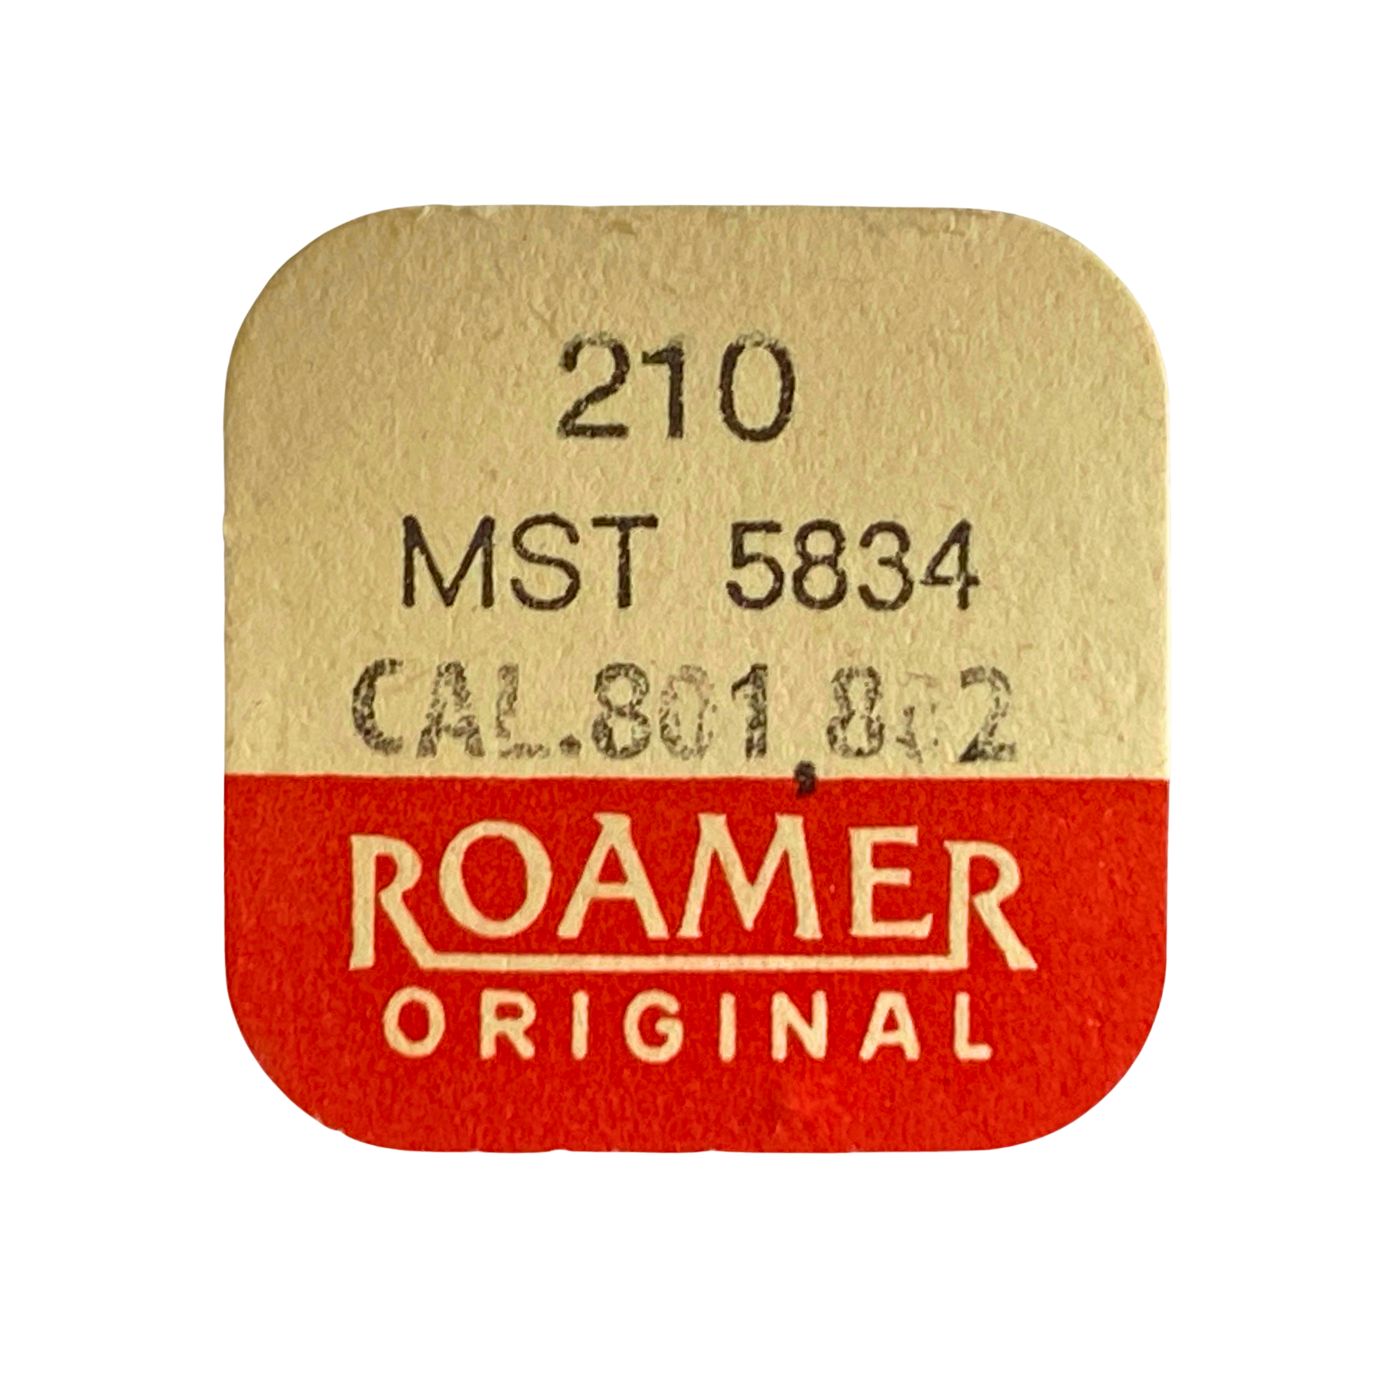 210
MST 5834
CAL.801,802
ROAMER
ORIGINAL